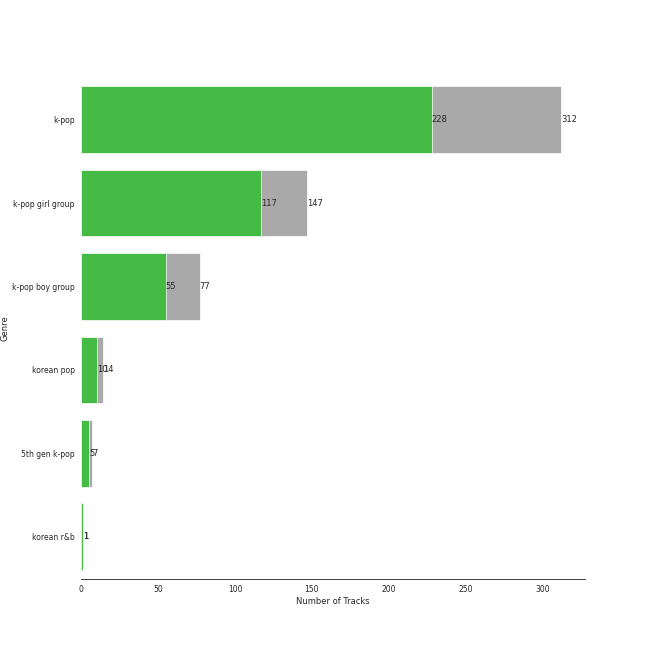 k-pop 228 312
k-pop girl group 117 147
k-pop boy group 55 77
korean pop 10 14
5th gen k-pop 5 7
korean r&b 1
Genre
0 50 100 150 200 250 300
Number of Tracks